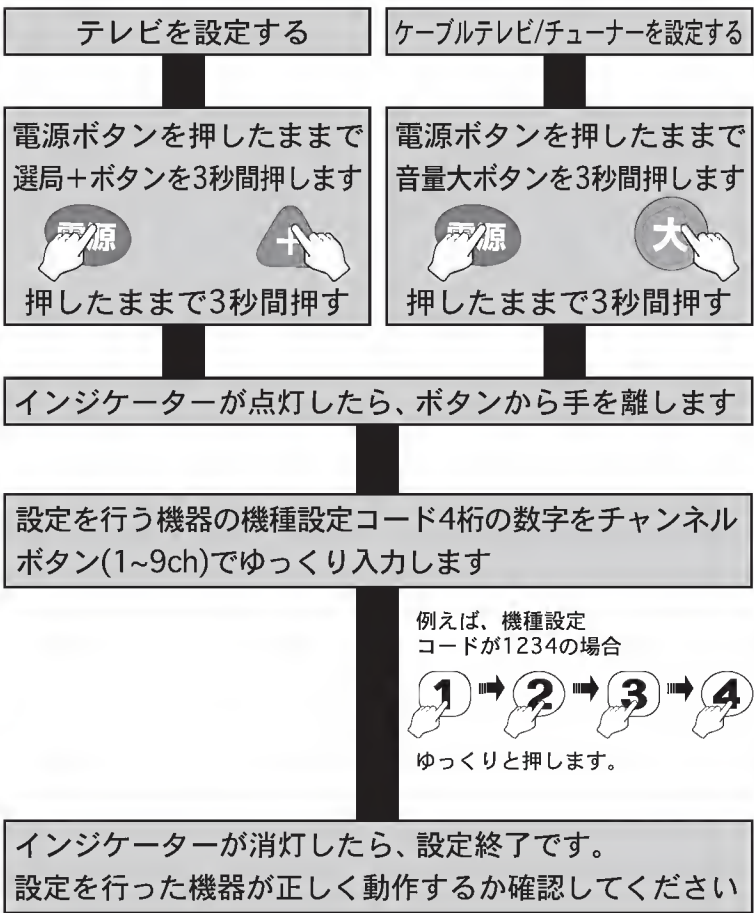 テレビを設定する
電源ボタンを押したままで
選局＋ボタンを3秒間押します
電源
＋
押したままで3秒間押す
ケーブルテレビ/チューナーを設定する
電源ボタンを押したままで
音量大ボタンを3秒間押します
電源
大
押したままで3秒間押す
インジケーターが点灯したら、ボタンから手を離します
設定を行う機器の機種設定コード4桁の数字をチャンネル
ボタン(1~9ch)でゆっくり入力します
例えば、機種設定
コードが1234の場合
1 ➡ 2 ➡ 3 ➡ 4
ゆっくりと押します。
インジケーターが消灯したら、設定終了です。
設定を行った機器が正しく動作するか確認してください